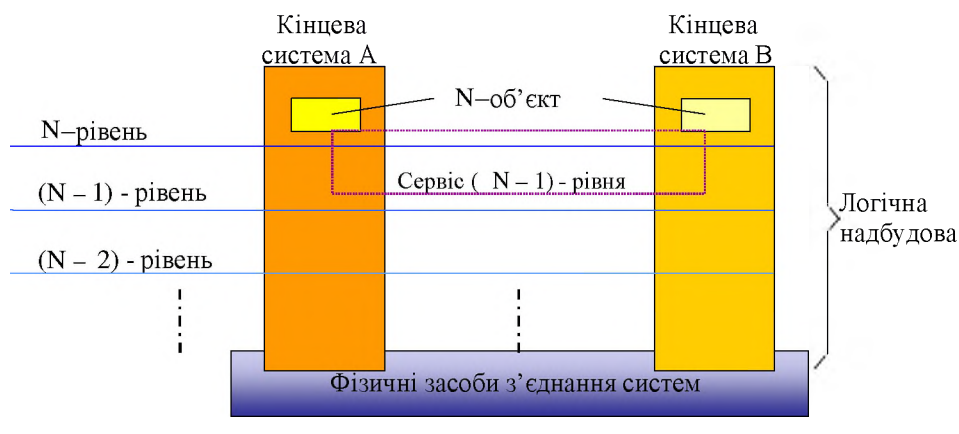 Кінцева
система А
Кінцева
система В
N–об’єкт
N–рівень
Сервіс ( N – 1) - рівня
(N – 1) - рівень
Логічна
надбудова
(N – 2) - рівень
Фізичні засоби з’єднання систем